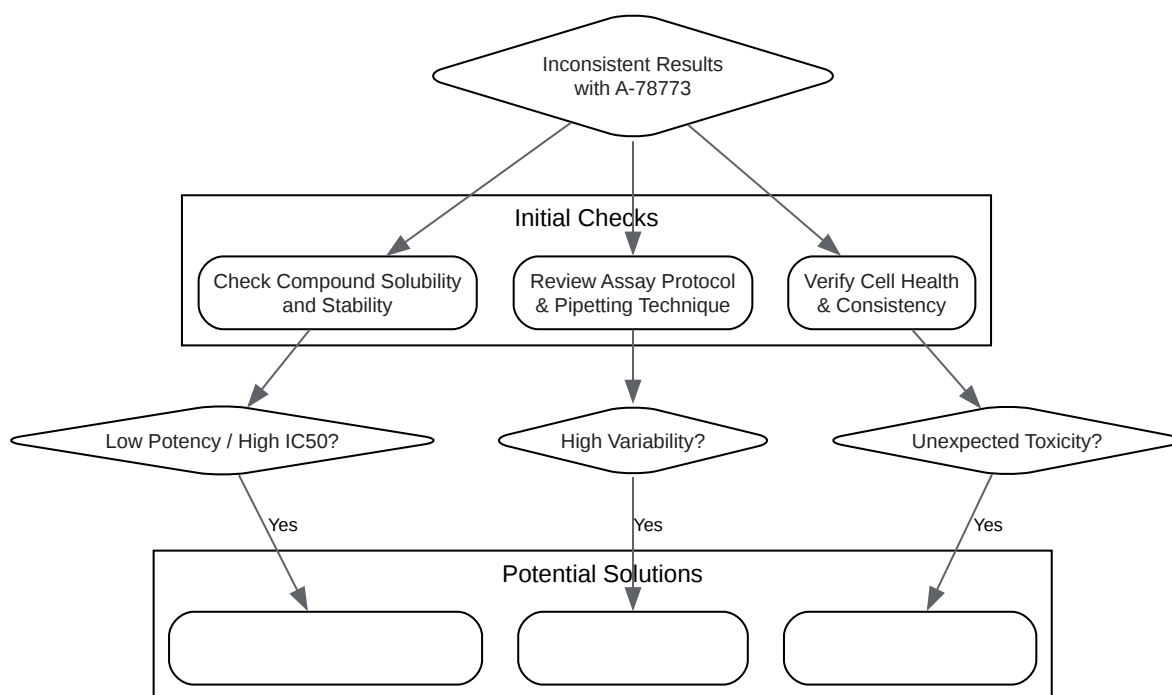 Inconsistent Results
with A-78773
Initial Checks
Check Compound Solubility
and Stability
Review Assay Protocol
& Pipetting Technique
Verify Cell Health
& Consistency
Low Potency / High IC50?
High Variability?
Unexpected Toxicity?
Yes
Yes
Yes
Potential Solutions